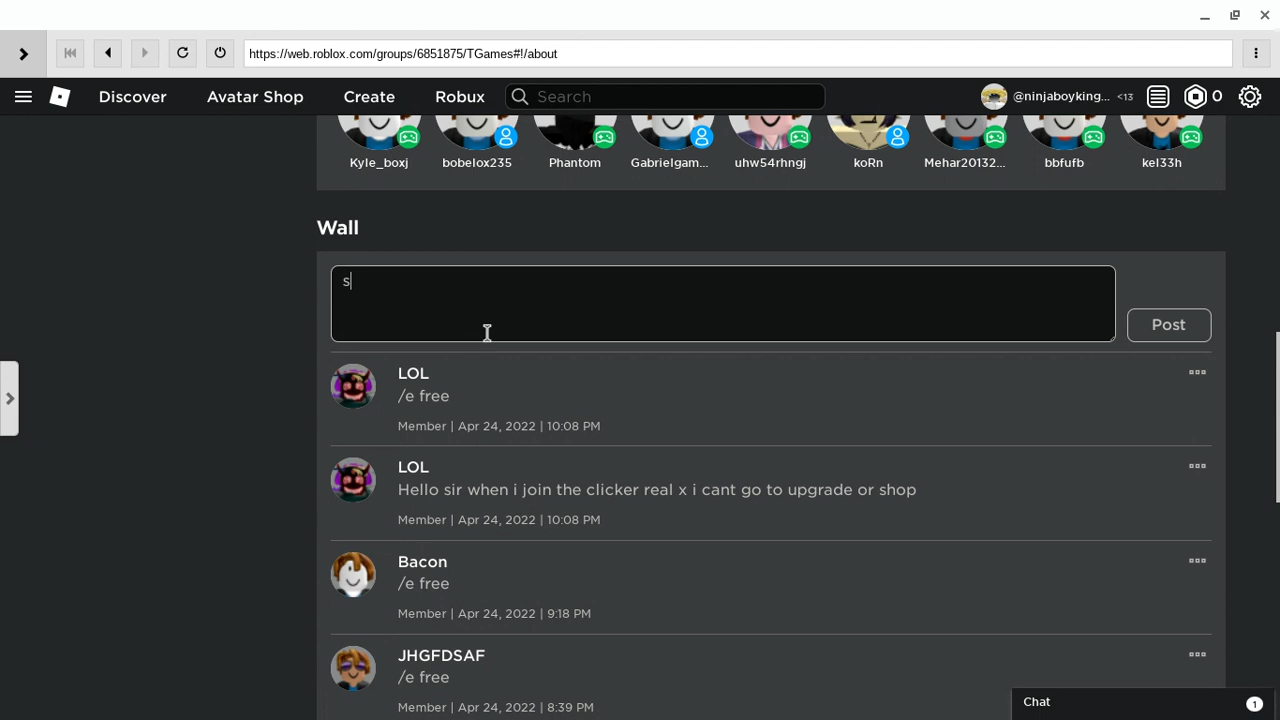 https://web.roblox.com/groups/6851875/TGames#!/about
Discover Avatar Shop Create Robux Search @ninjaboyking... <13 0
Kyle_boxj bobelox235 Phantom Gabrielgam... uhw54rhngj koRn Mehar20132... bbfufb kel33h
Wall
s
Post
LOL
/e free
Member | Apr 24, 2022 | 10:08 PM
LOL
Hello sir when i join the clicker real x i cant go to upgrade or shop
Member | Apr 24, 2022 | 10:08 PM
Bacon
/e free
Member | Apr 24, 2022 | 9:18 PM
JHGFDSAF
/e free
Member | Apr 24, 2022 | 8:39 PM
Chat 1